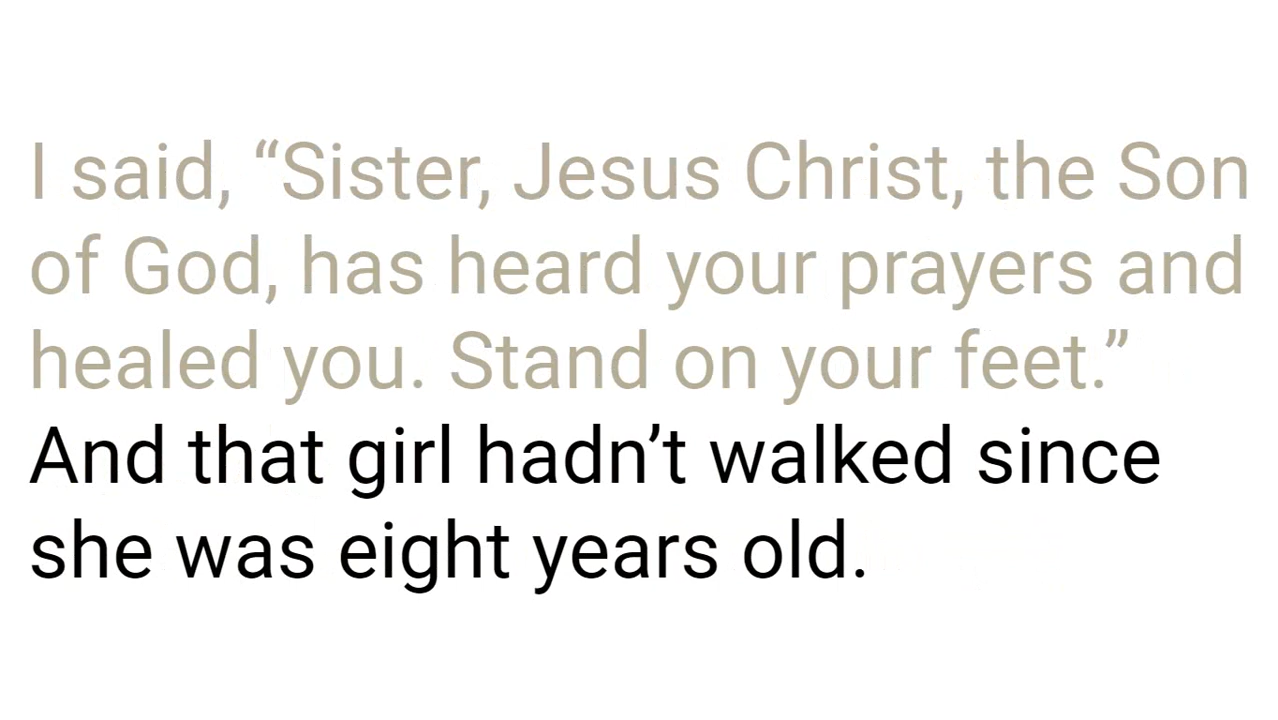 I said, “Sister, Jesus Christ, the Son
of God, has heard your prayers and
healed you. Stand on your feet.”
And that girl hadn’t walked since
she was eight years old.